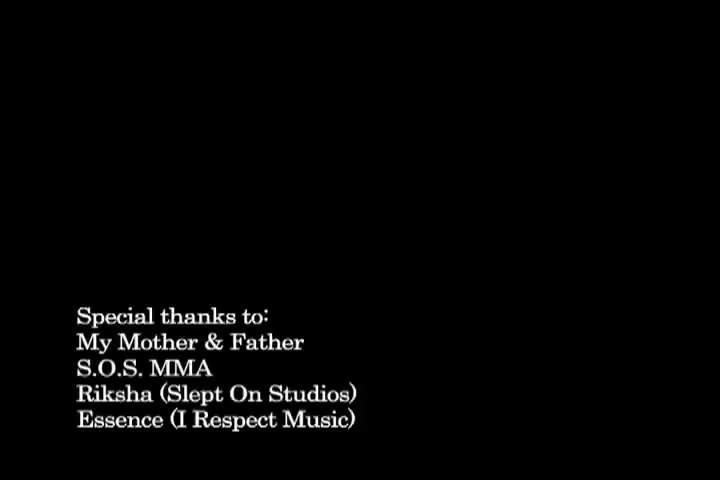 Special thanks to:
My Mother & Father
S.O.S. MMA
Riksha (Slept On Studios)
Essence (I Respect Music)